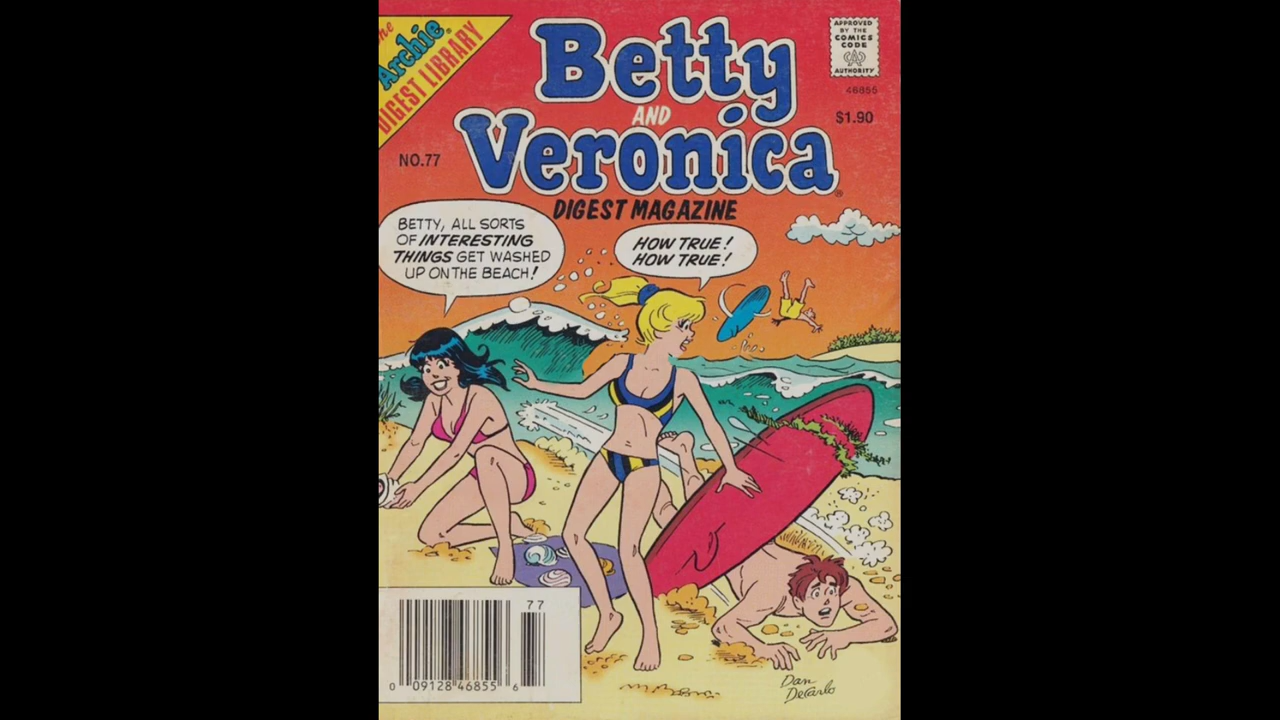 The
Archie®
DIGEST LIBRARY
Betty
AND
Veronica®
DIGEST MAGAZINE
APPROVED
BY THE
COMICS
CODE
CA
AUTHORITY
46855
$1.90
NO.77
BETTY, ALL SORTS
OF INTERESTING
THINGS GET WASHED
UP ON THE BEACH!
HOW TRUE!
HOW TRUE!
77
0 09128 46855 6
Dan
DeCarlo